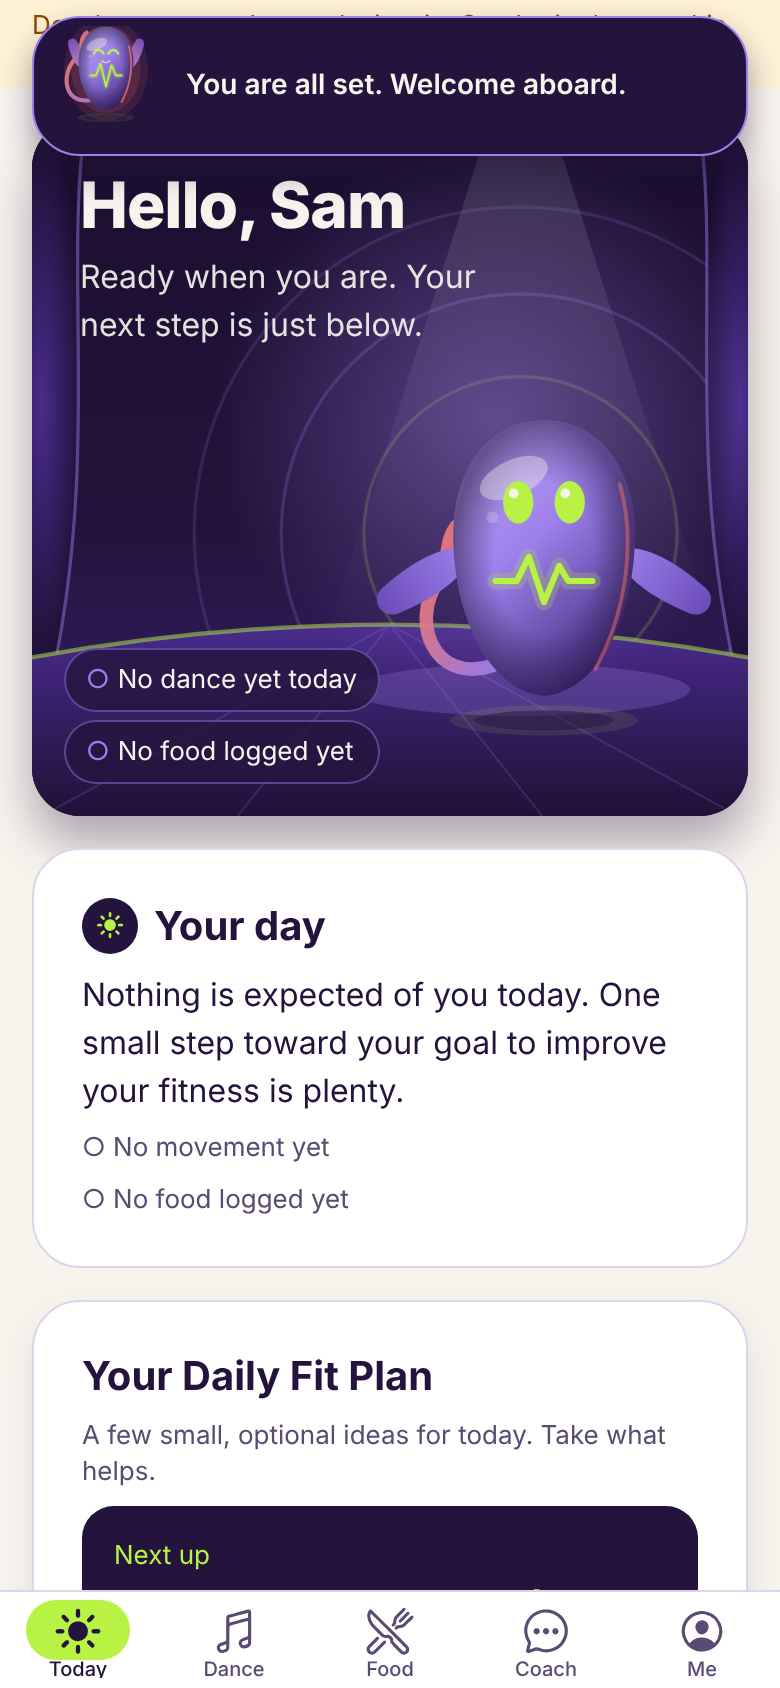 You are all set. Welcome aboard.
Hello, Sam
Ready when you are. Your
next step is just below.
No dance yet today
No food logged yet
Your day
Nothing is expected of you today. One
small step toward your goal to improve
your fitness is plenty.
No movement yet
No food logged yet
Your Daily Fit Plan
A few small, optional ideas for today. Take what
helps.
Next up
Today
Dance
Food
Coach
Me